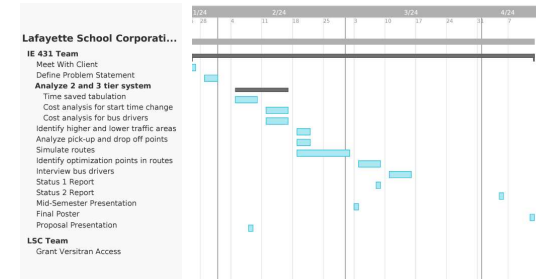 1/24 2/24 3/24 4/24
28 4 11 18 25 3 10 17 24 31 7
Lafayette School Corporati...
IE 431 Team
Meet With Client
Define Problem Statement
Analyze 2 and 3 tier system
Time saved tabulation
Cost analysis for start time change
Cost analysis for bus drivers
Identify higher and lower traffic areas
Analyze pick-up and drop off points
Simulate routes
Identify optimization points in routes
Interview bus drivers
Status 1 Report
Status 2 Report
Mid-Semester Presentation
Final Poster
Proposal Presentation
LSC Team
Grant Versitran Access